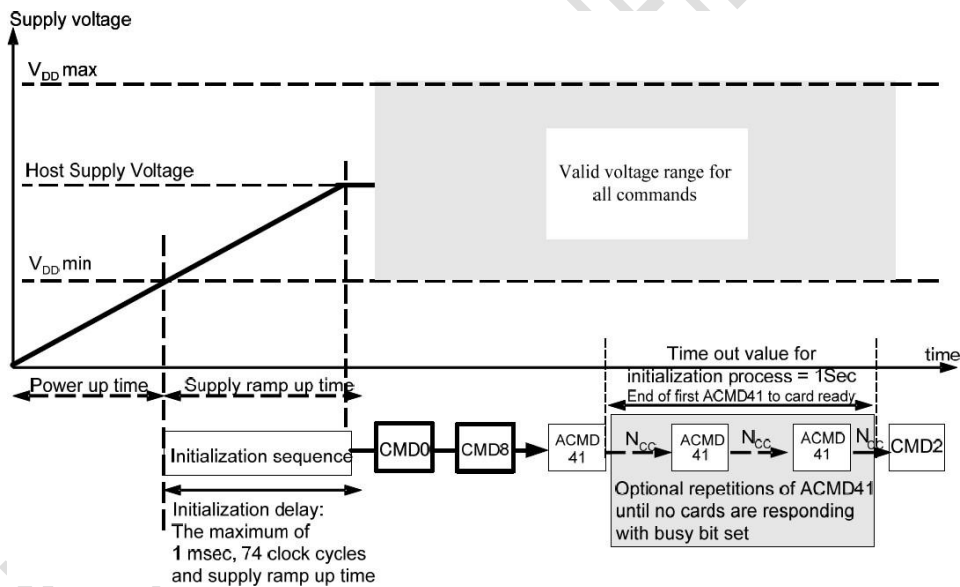 Supply voltage
V_DD max
Host Supply Voltage
Valid voltage range for
all commands
V_DD min
time
Power up time
Supply ramp up time
Time out value for
initialization process = 1Sec
End of first ACMD41 to card ready
Initialization sequence
CMD0
CMD8
ACMD
41
N_CC
ACMD
41
N_CC
ACMD
41
N_CC
CMD2
Optional repetitions of ACMD41
until no cards are responding
with busy bit set
Initialization delay:
The maximum of
1 msec, 74 clock cycles
and supply ramp up time